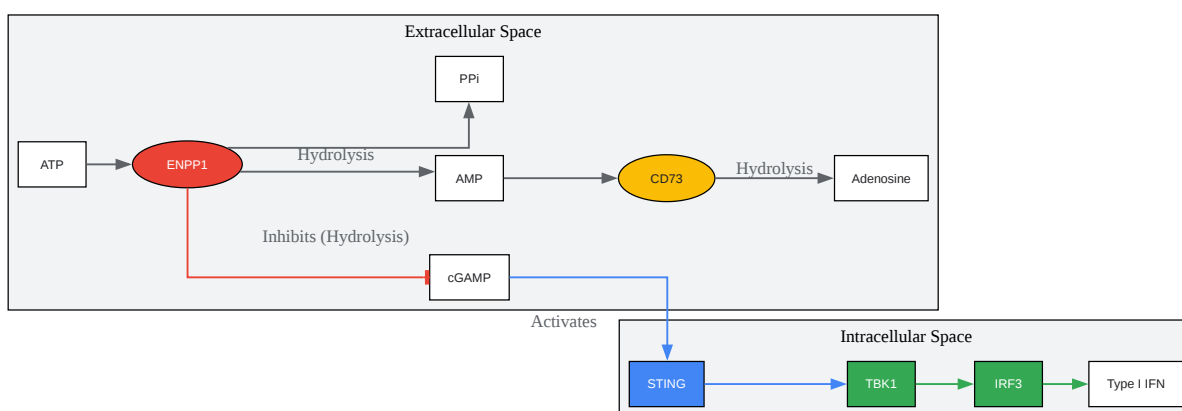 Extracellular Space
PPi
ATP
ENPP1
Hydrolysis
AMP
CD73
Hydrolysis
Adenosine
Inhibits (Hydrolysis)
cGAMP
Activates
Intracellular Space
STING
TBK1
IRF3
Type I IFN